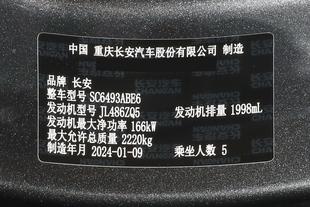 中国 重庆长安汽车股份有限公司 制造
品牌 长安
整车型号 SC6493ABE6
发动机型号 JL486ZQ5 发动机排量 1998mL
发动机最大净功率 166kW
最大允许总质量 2220kg
制造年月 2024-01-09 乘坐人数 5